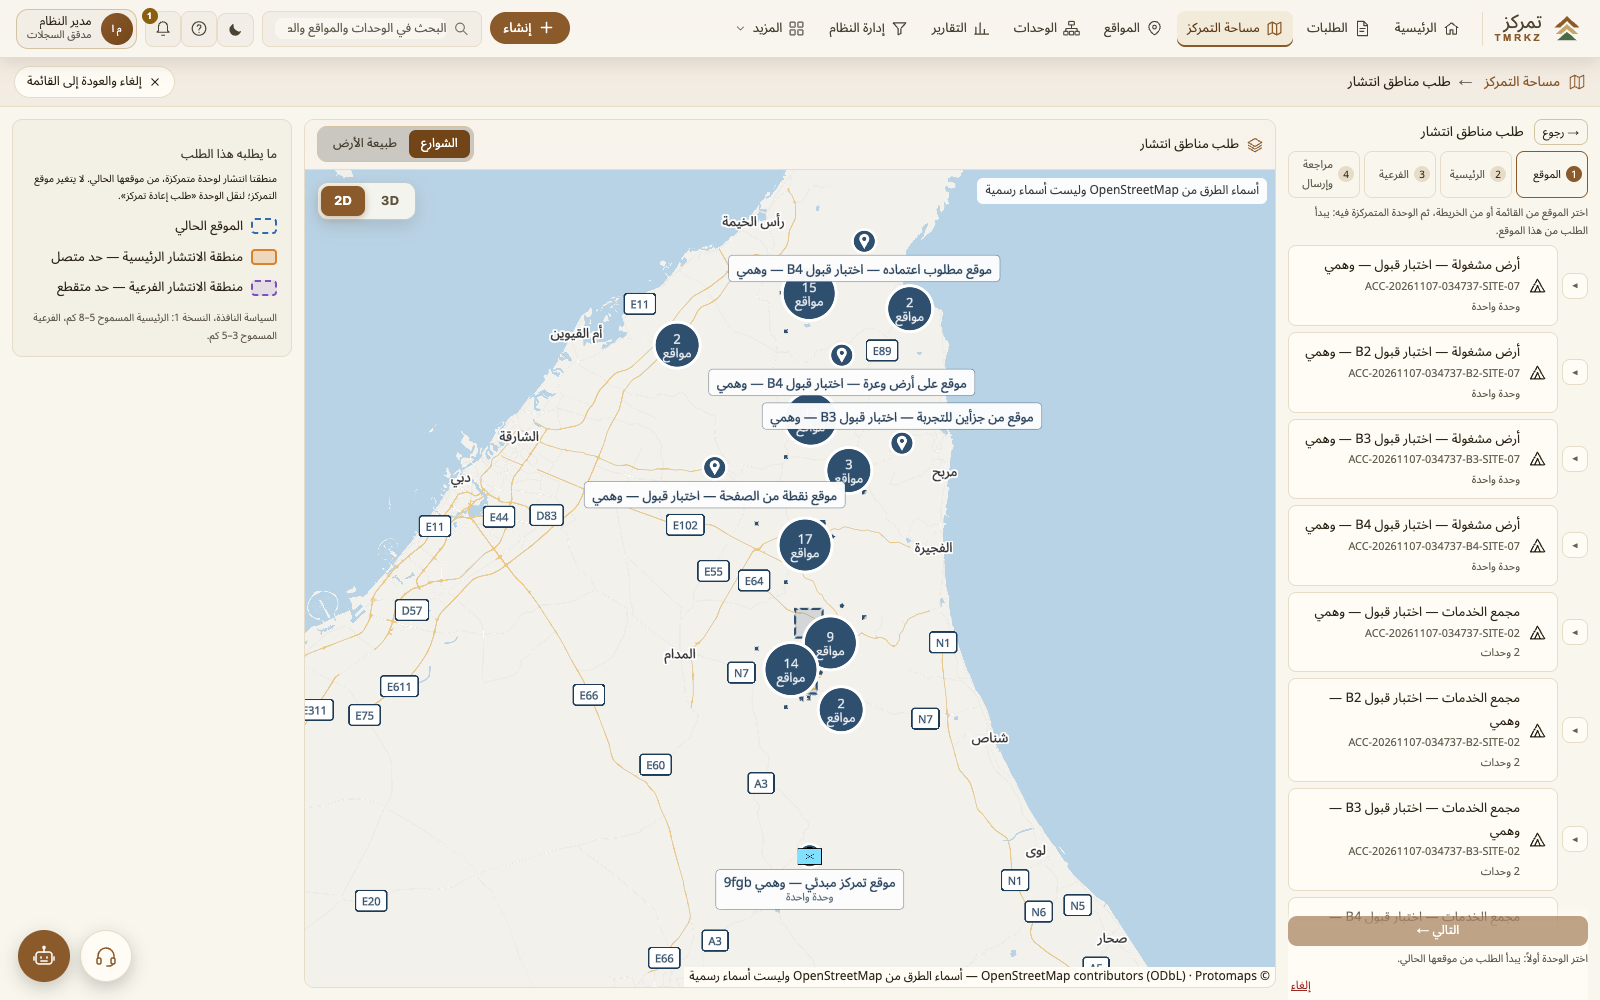 تمركز
TMRKZ
الرئيسية
الطلبات
مساحة التمركز
المواقع
الوحدات
التقارير
إدارة النظام
المزيد
إنشاء
البحث في الوحدات والمواقع والد
1
مدير النظام
مدقق السجلات
م ا
مساحة التمركز ← طلب مناطق انتشار
إلغاء والعودة إلى القائمة
→ رجوع
طلب مناطق انتشار
1 الموقع
2 الرئيسية
3 الفرعية
4 مراجعة وإرسال
اختر الموقع من القائمة أو من الخريطة، ثم الوحدة المتمركزة فيه: يبدأ
الطلب من هذا الموقع.
أرض مشغولة — اختبار قبول — وهمي
ACC-20261107-034737-SITE-07
وحدة واحدة
أرض مشغولة — اختبار قبول B2 — وهمي
ACC-20261107-034737-B2-SITE-07
وحدة واحدة
أرض مشغولة — اختبار قبول B3 — وهمي
ACC-20261107-034737-B3-SITE-07
وحدة واحدة
أرض مشغولة — اختبار قبول B4 — وهمي
ACC-20261107-034737-B4-SITE-07
وحدة واحدة
مجمع الخدمات — اختبار قبول — وهمي
ACC-20261107-034737-SITE-02
2 وحدات
مجمع الخدمات — اختبار قبول B2 —
وهمي
ACC-20261107-034737-B2-SITE-02
2 وحدات
مجمع الخدمات — اختبار قبول B3 —
وهمي
ACC-20261107-034737-B3-SITE-02
2 وحدات
مجمع الخدمات — اختبار قبول B4 —
التالي ←
اختر الوحدة أولاً: يبدأ الطلب من موقعها الحالي.
إلغاء
طلب مناطق انتشار
الشوارع
طبيعة الأرض
2D
3D
أسماء الطرق من OpenStreetMap وليست أسماء رسمية
رأس الخيمة
موقع مطلوب اعتماده — اختبار قبول B4 — وهمي
15
مواقع
2
مواقع
E11
أم القيوين
2
مواقع
E89
موقع على أرض وعرة — اختبار قبول B4 — وهمي
موقع من جزأين للتجربة — اختبار قبول B3 — وهمي
مواقع
الشارقة
3
مواقع
مربح
دبي
موقع نقطة من الصفحة — اختبار قبول — وهمي
E11
E44
D83
E102
17
مواقع
الفجيرة
E55
E64
D57
9
مواقع
N1
المدام
14
مواقع
N7
E611
E66
2
مواقع
E311
E75
N7
شناص
E60
A3
لوى
موقع تمركز مبدئي — وهمي 9fgb
وحدة واحدة
N1
E20
N6
N5
A3
صحار
E66
© OpenStreetMap contributors (ODbL) · Protomaps — أسماء الطرق من OpenStreetMap وليست أسماء رسمية
ما يطلبه هذا الطلب
منطقتا انتشار لوحدة متمركزة، من موقعها الحالي. لا يتغير موقع
التمركز؛ لنقل الوحدة «طلب إعادة تمركز».
الموقع الحالي
منطقة الانتشار الرئيسية — حد متصل
منطقة الانتشار الفرعية — حد متقطع
السياسة النافذة، النسخة 1: الرئيسية المسموح 5–8 كم، الفرعية
المسموح 3–5 كم.